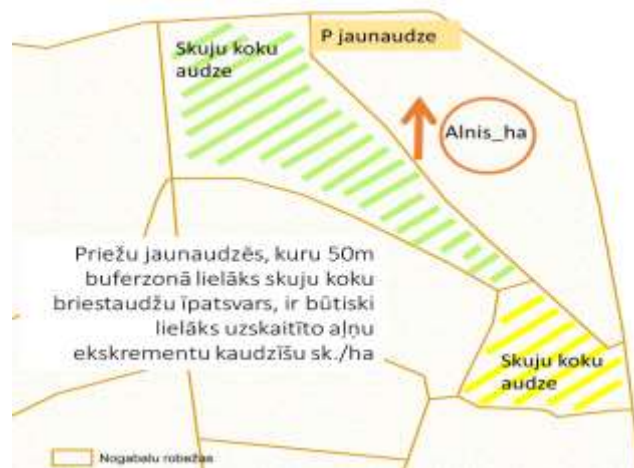 Skuju koku
audze
P jaunaudze
Alnis_ha
Priežu jaunaudzēs, kuru 50m
buferzonā lielāks skuju koku
briestaudžu īpatsvars, ir būtiski
lielāks uzskaitīto aļņu
ekskrementu kaudzīšu sk./ha
Skuju koku
audze
Nogabalu robežas